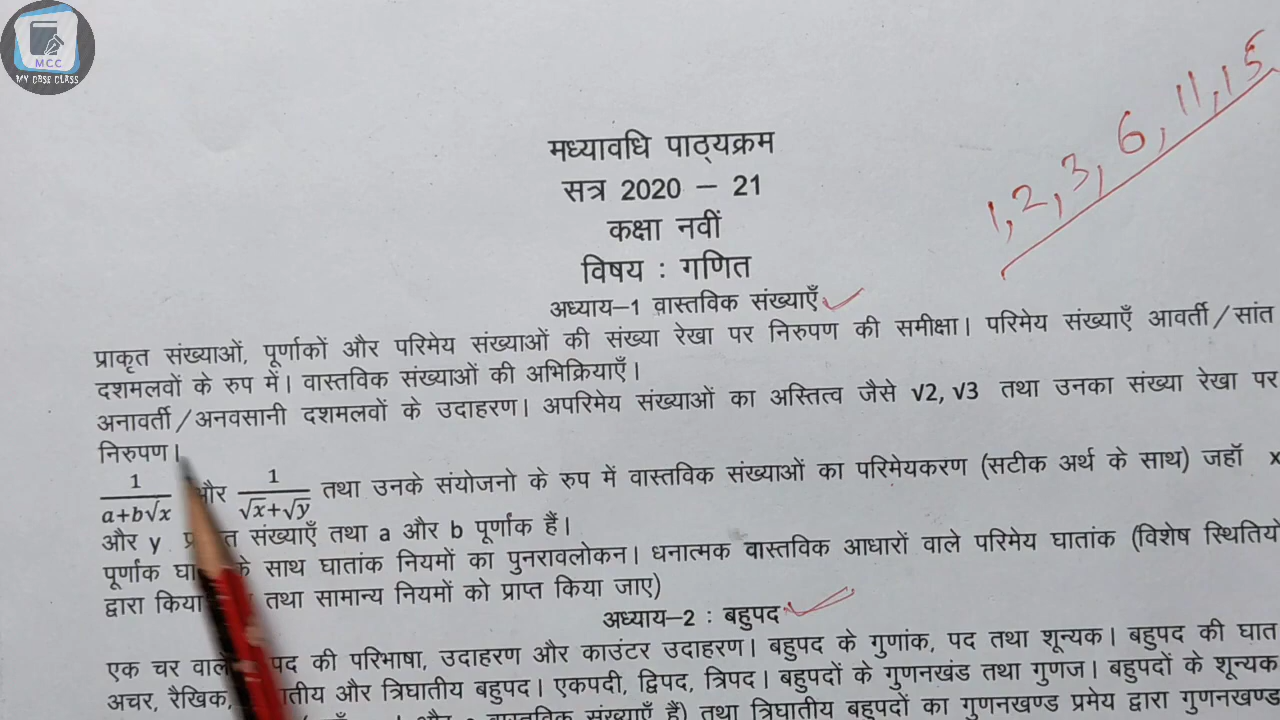 MCC
MY CBSE CLASS
1, 2, 3, 6, 11, 15
मध्यावधि पाठ्यक्रम
सत्र 2020 – 21
कक्षा नवीं
विषय : गणित
अध्याय–1 वास्तविक संख्याएँ
प्राकृत संख्याओं, पूर्णाकों और परिमेय संख्याओं की संख्या रेखा पर निरुपण की समीक्षा। परिमेय संख्याएँ आवर्ती/सांत
दशमलवों के रुप में। वास्तविक संख्याओं की अभिक्रियाएँ।
अनावर्ती/अनवसानी दशमलवों के उदाहरण। अपरिमेय संख्याओं का अस्तित्व जैसे √2, √3 तथा उनका संख्या रेखा पर
निरुपण।
1/(a+b√x) और 1/(√x+√y) तथा उनके संयोजनो के रुप में वास्तविक संख्याओं का परिमेयकरण (सटीक अर्थ के साथ) जहॉ x
और y संख्याएँ तथा a और b पूर्णांक हैं।
पूर्णांक के साथ घातांक नियमों का पुनरावलोकन। धनात्मक वास्तविक आधारों वाले परिमेय घातांक (विशेष स्थितियो
द्वारा किया तथा सामान्य नियमों को प्राप्त किया जाए)
अध्याय–2 : बहुपद
एक चर पद की परिभाषा, उदाहरण और काउंटर उदाहरण। बहुपद के गुणांक, पद तथा शून्यक। बहुपद की घात
अचर, रैखिक, और त्रिघातीय बहुपद। एकपदी, द्विपद, त्रिपद। बहुपदों के गुणनखंड तथा गुणज। बहुपदों के शून्यक
वास्तविक संख्याएँ हैं) तथा त्रिघातीय बहुपदों का गुणनखण्ड प्रमेय द्वारा गुणनखण्ड